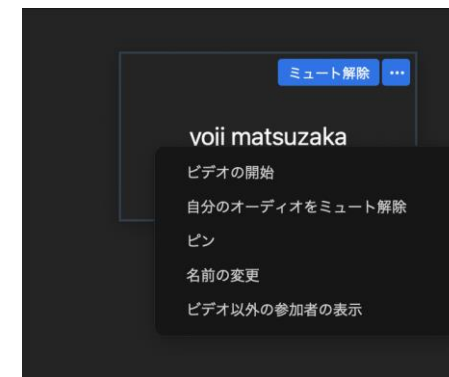 ミュート解除 ...
yoji matsuzaka
ビデオの開始
自分のオーディオをミュート解除
ピン
名前の変更
ビデオ以外の参加者の表示